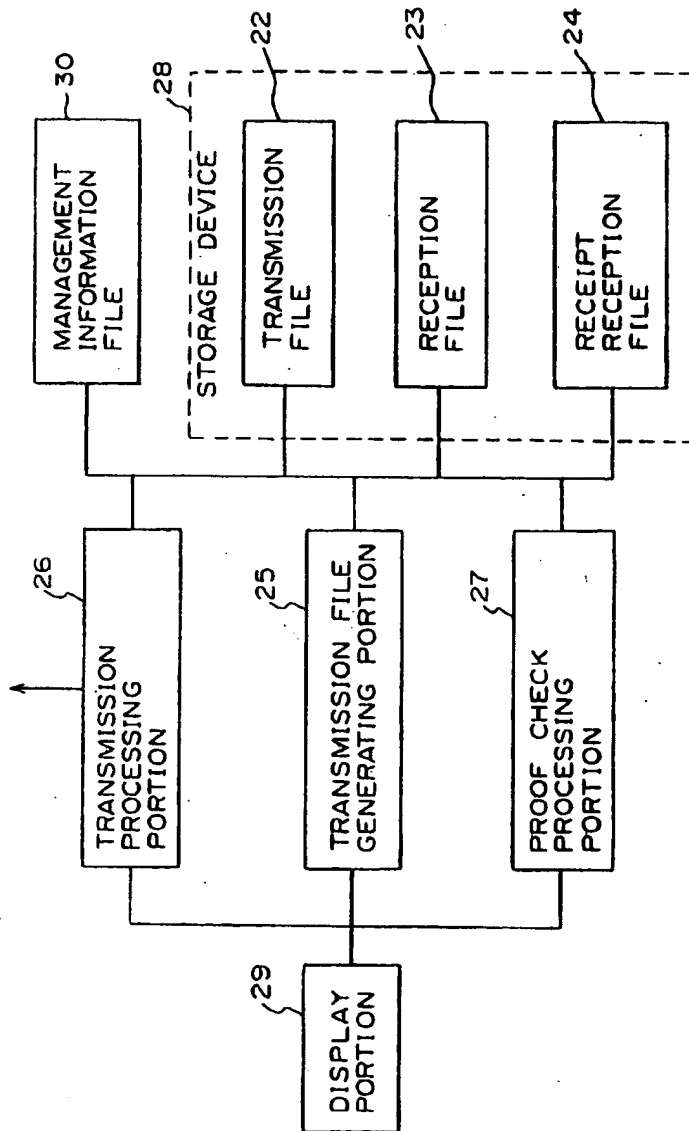 30
MANAGEMENT
INFORMATION
FILE
28
STORAGE DEVICE
22
TRANSMISSION
FILE
23
RECEPTION
FILE
24
RECEIPT
RECEPTION
FILE
26
TRANSMISSION
PROCESSING
PORTION
25
TRANSMISSION FILE
GENERATING PORTION
27
PROOF CHECK
PROCESSING
PORTION
29
DISPLAY
PORTION